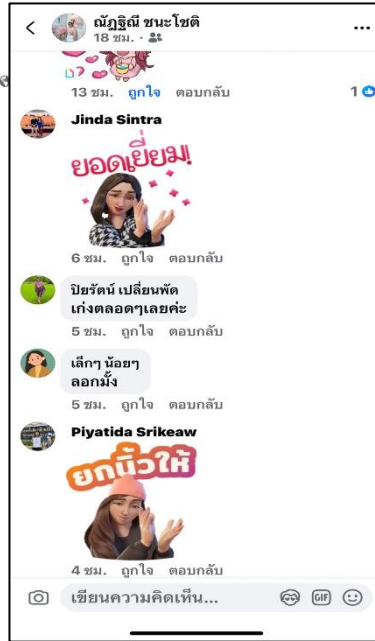 ณัฏฐิณี ชนะโชติ
18 ชม. ·
13 ชม. ถูกใจ ตอบกลับ 1
Jinda Sintra
ยอดเยี่ยม!
6 ชม. ถูกใจ ตอบกลับ
ปิยรัตน์ เปลี่ยนพัด
เก่งตลอดๆเลยค่ะ
5 ชม. ถูกใจ ตอบกลับ
เล็กๆ น้อยๆ
ลอกมั้ง
5 ชม. ถูกใจ ตอบกลับ
Piyatida Srikeaw
ยกนิ้วให้
4 ชม. ถูกใจ ตอบกลับ
เขียนความคิดเห็น... GIF